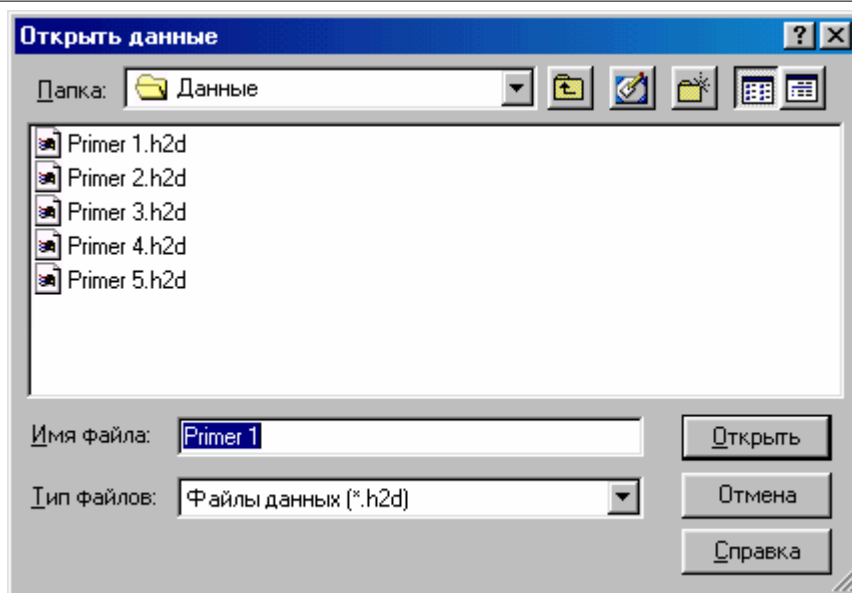 Открыть данные
Папка: Данные
Primer 1.h2d
Primer 2.h2d
Primer 3.h2d
Primer 4.h2d
Primer 5.h2d
Имя файла: Primer 1 Открыть
Тип файлов: Файлы данных (*.h2d) Отмена
Справка